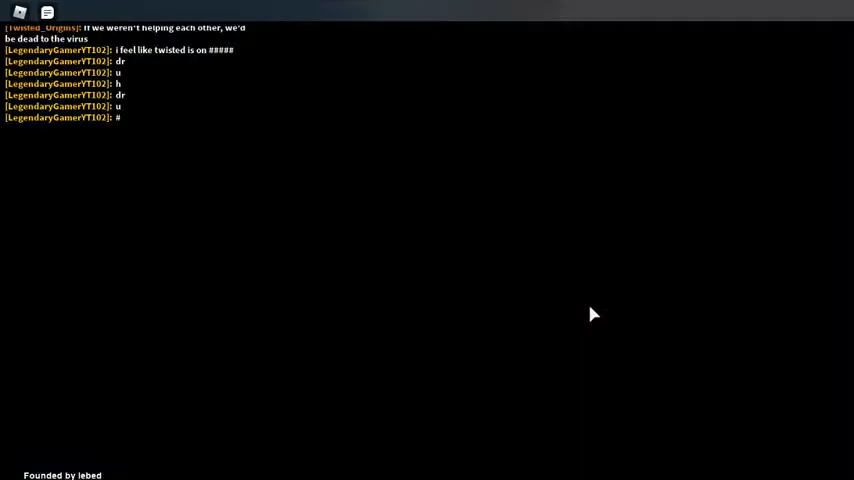 [Twisted_Origins]: If we weren't helping each other, we'd
be dead to the virus
[LegendaryGamerYT102]: i feel like twisted is on #####
[LegendaryGamerYT102]: dr
[LegendaryGamerYT102]: u
[LegendaryGamerYT102]: h
[LegendaryGamerYT102]: dr
[LegendaryGamerYT102]: u
[LegendaryGamerYT102]: #
Founded by lebed